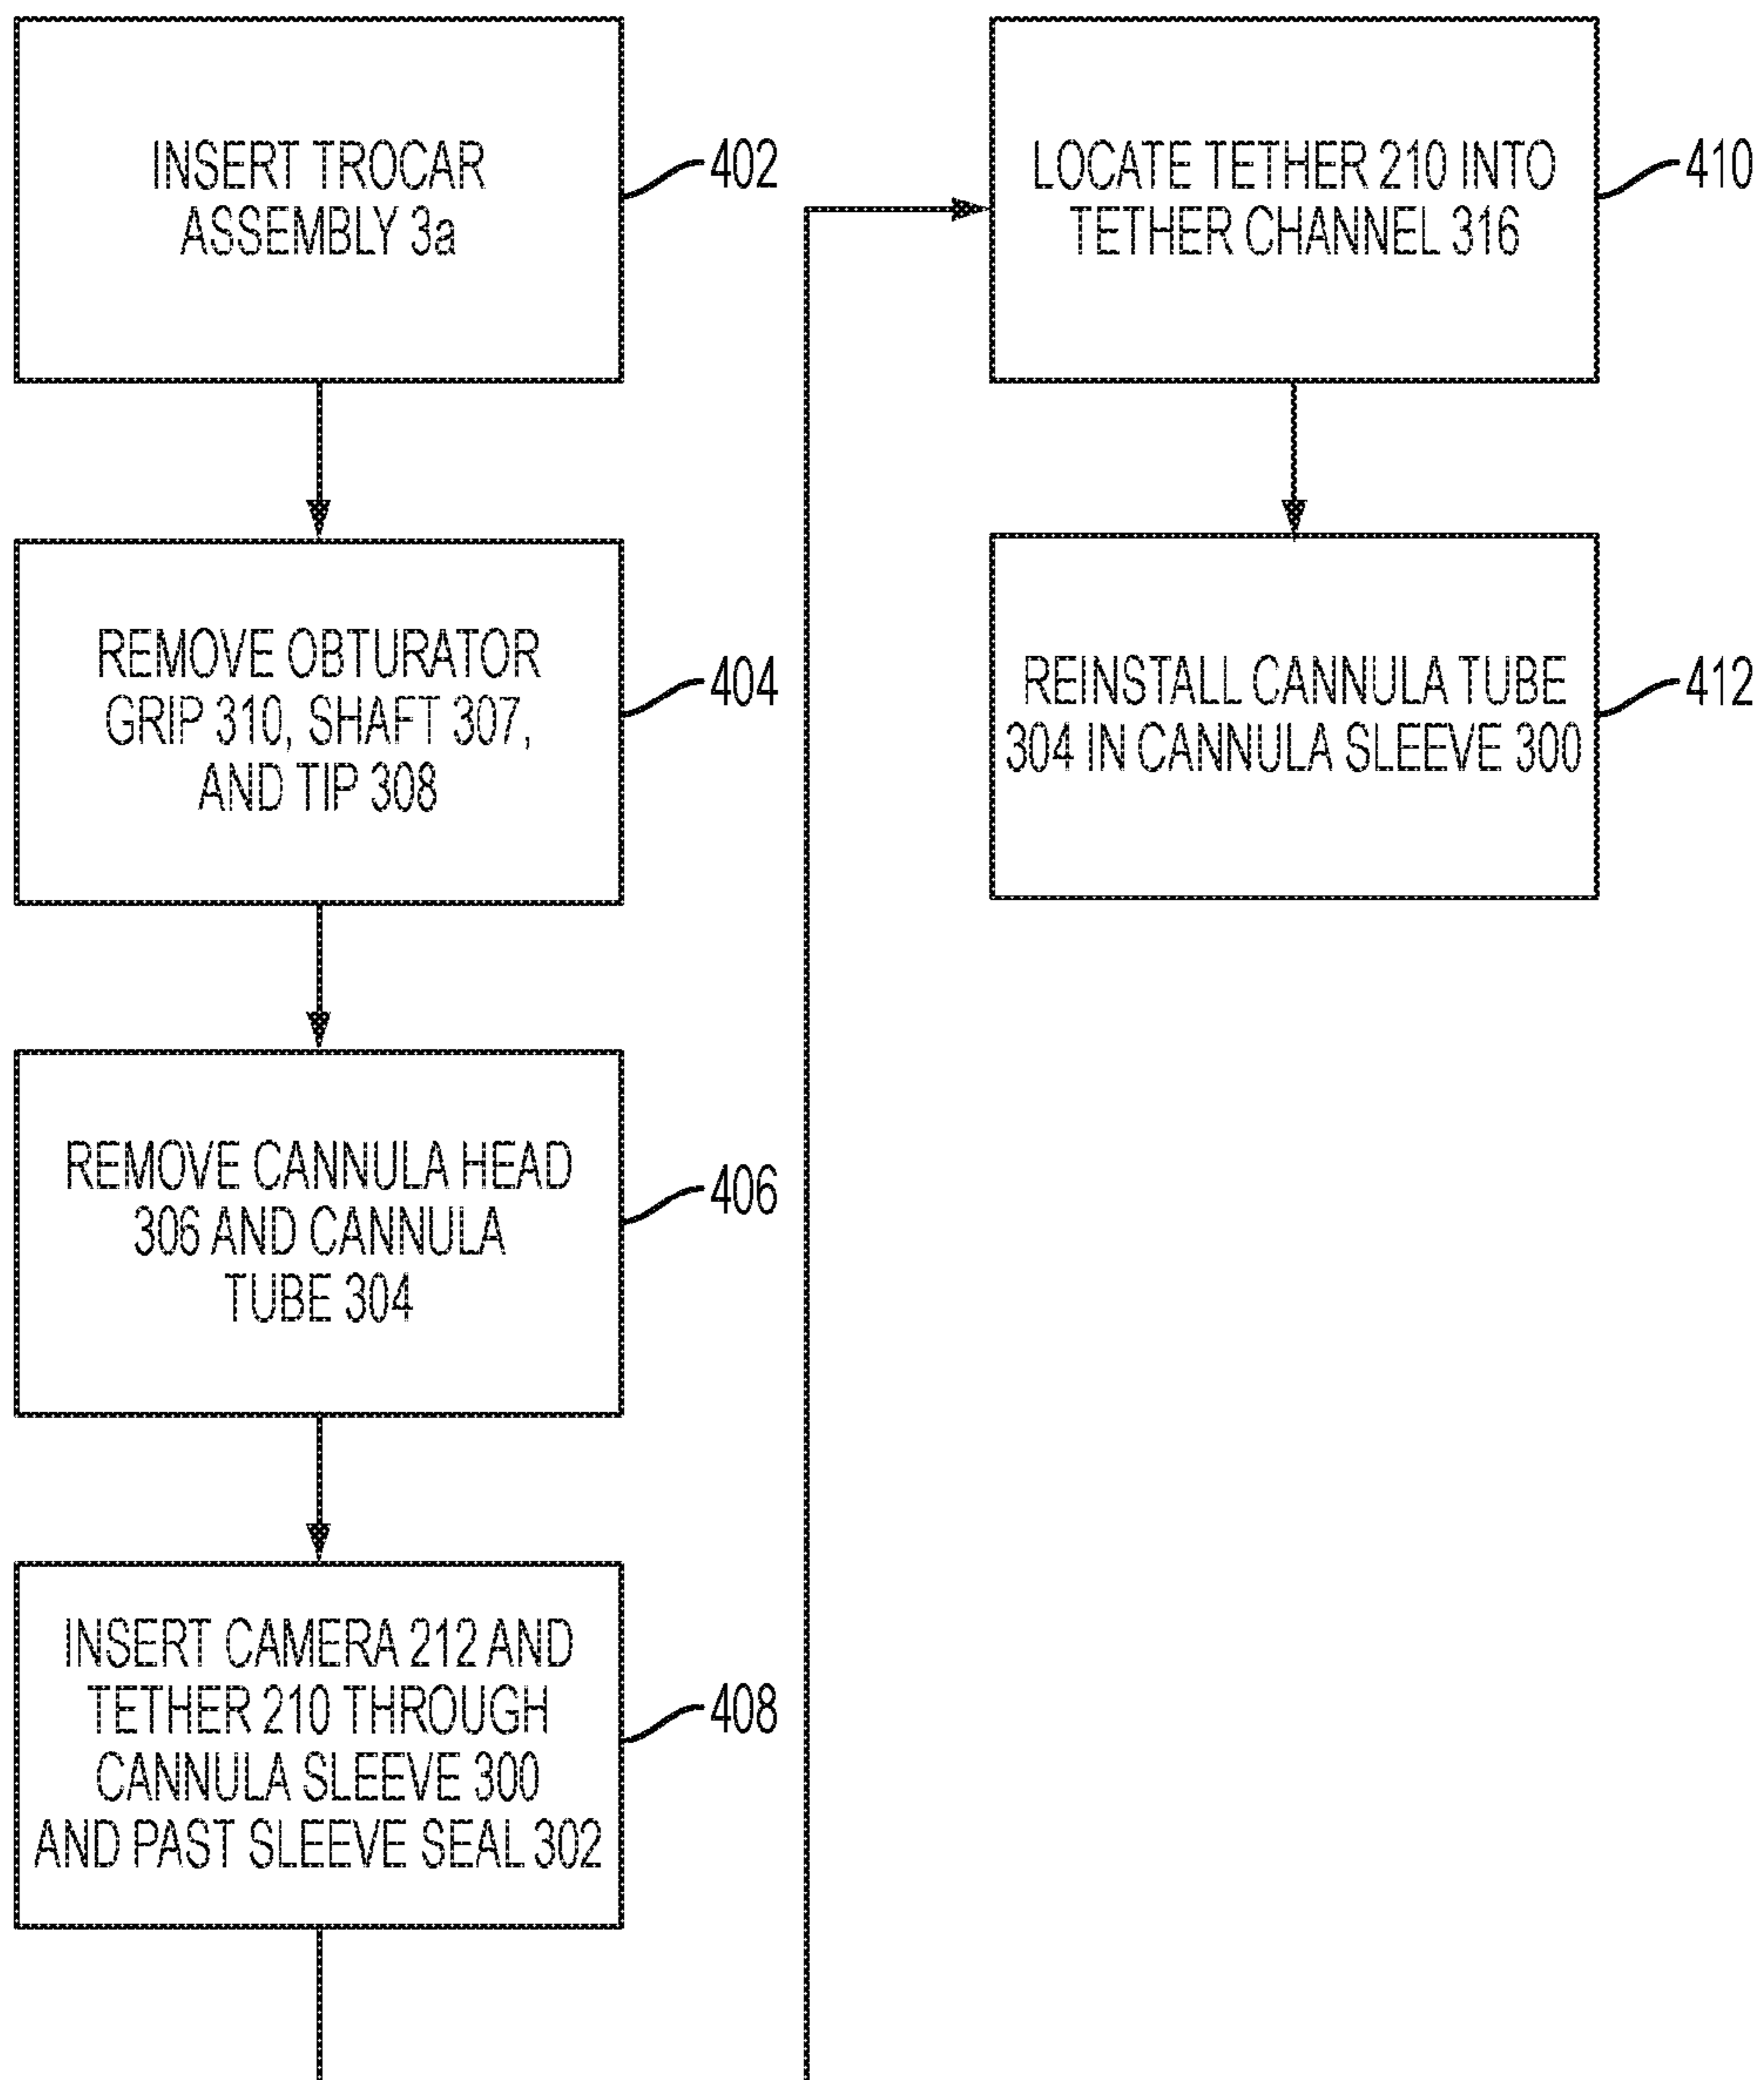 INSERT TROCAR
ASSEMBLY 3a
402
REMOVE OBTURATOR
GRIP 310, SHAFT 307,
AND TIP 308
404
REMOVE CANNULA HEAD
306 AND CANNULA
TUBE 304
406
INSERT CAMERA 212 AND
TETHER 210 THROUGH
CANNULA SLEEVE 300
AND PAST SLEEVE SEAL 302
408
LOCATE TETHER 210 INTO
TETHER CHANNEL 316
410
REINSTALL CANNULA TUBE
304 IN CANNULA SLEEVE 300
412